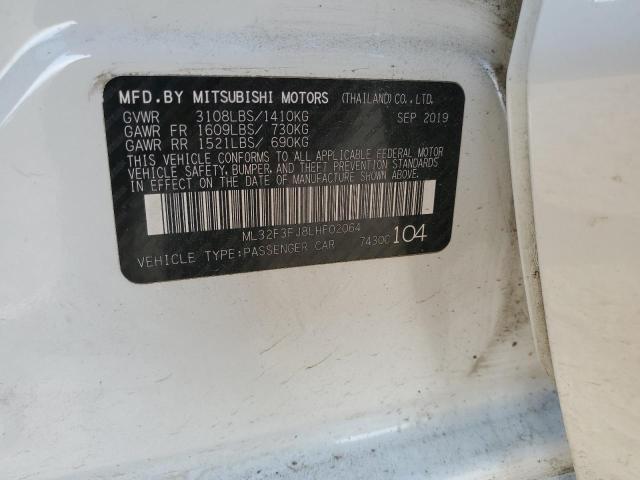 MFD.BY MITSUBISHI MOTORS (THAILAND) CO.,LTD.
GVWR 3108LBS/1410KG SEP 2019
GAWR FR 1609LBS/ 730KG
GAWR RR 1521LBS/ 690KG
THIS VEHICLE CONFORMS TO ALL APPLICABLE FEDERAL MOTOR
VEHICLE SAFETY, BUMPER, AND THEFT PREVENTION STANDARDS
IN EFFECT ON THE DATE OF MANUFACTURE SHOWN ABOVE.
ML32F3FJ8LHF02064
VEHICLE TYPE:PASSENGER CAR 7430C 104